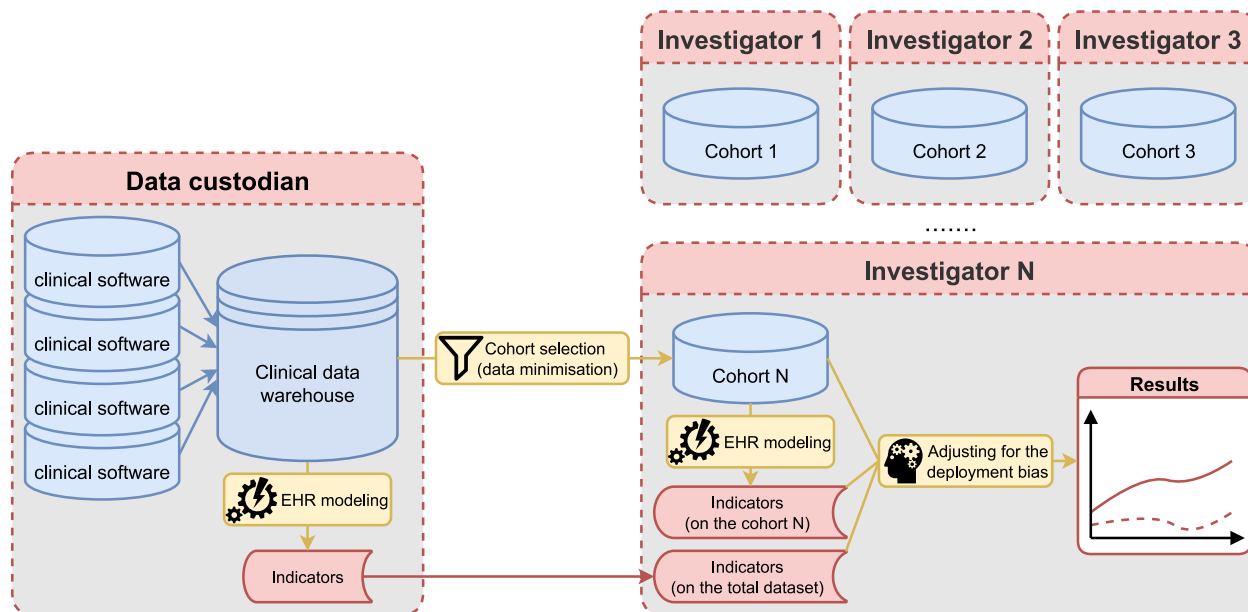 Investigator 1
Cohort 1
Investigator 2
Cohort 2
Investigator 3
Cohort 3
.......
Data custodian
clinical software
clinical software
clinical software
clinical software
Clinical data
warehouse
EHR modeling
Indicators
Cohort selection
(data minimisation)
Investigator N
Cohort N
EHR modeling
Indicators
(on the cohort N)
Indicators
(on the total dataset)
Adjusting for the
deployment bias
Results